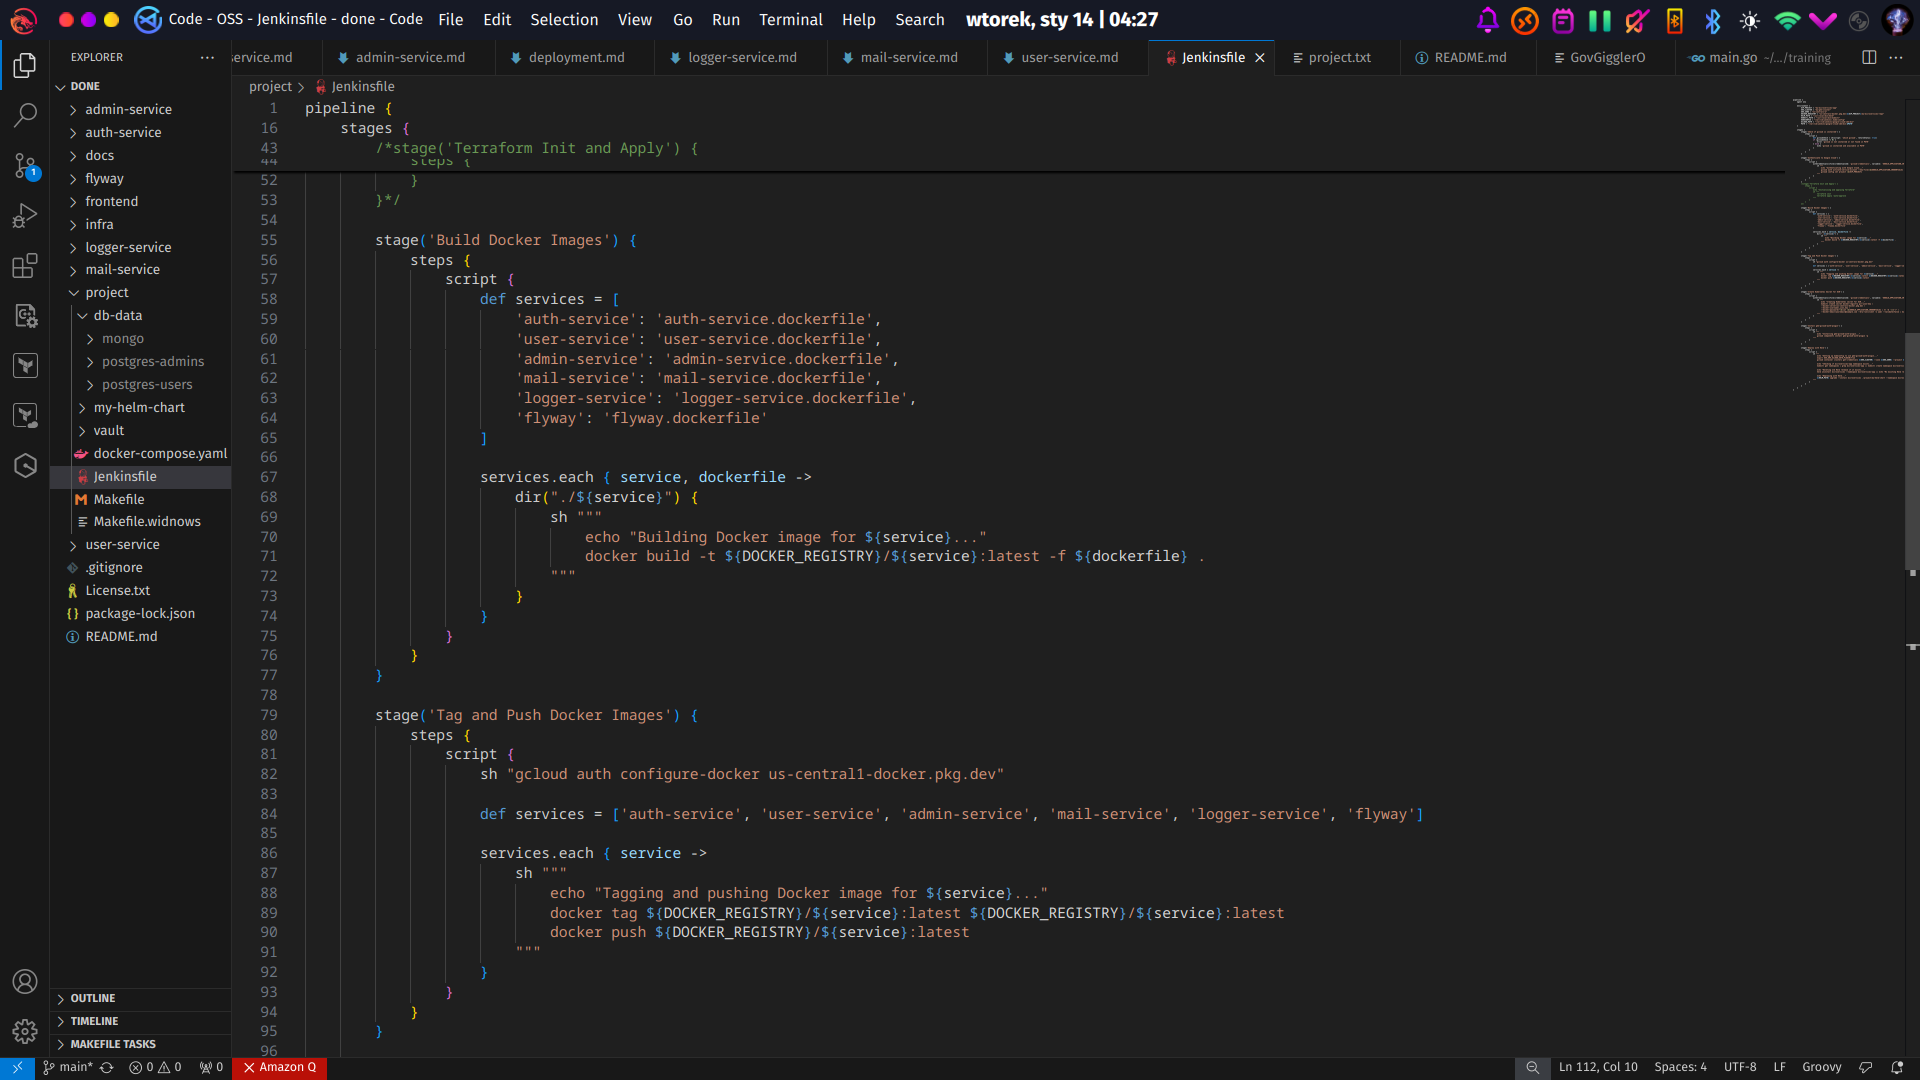 Code - OSS - Jenkinsfile - done - Code File Edit Selection View Go Run Terminal Help Search wtorek, sty 14 | 04:27
EXPLORER
DONE
admin-service
auth-service
docs
flyway
frontend
infra
logger-service
mail-service
project
db-data
mongo
postgres-admins
postgres-users
my-helm-chart
vault
docker-compose.yaml
Jenkinsfile
Makefile
Makefile.widnows
user-service
.gitignore
License.txt
package-lock.json
README.md
OUTLINE
TIMELINE
MAKEFILE TASKS
1
ervice.md admin-service.md deployment.md logger-service.md mail-service.md user-service.md Jenkinsfile project.txt README.md GovGigglerO main.go ~/.../training
project > Jenkinsfile
1 pipeline {
16 stages {
43 /*stage('Terraform Init and Apply') {
44 steps {
52 }
53 }*/
54
55 stage('Build Docker Images') {
56 steps {
57 script {
58 def services = [
59 'auth-service': 'auth-service.dockerfile',
60 'user-service': 'user-service.dockerfile',
61 'admin-service': 'admin-service.dockerfile',
62 'mail-service': 'mail-service.dockerfile',
63 'logger-service': 'logger-service.dockerfile',
64 'flyway': 'flyway.dockerfile'
65 ]
66
67 services.each { service, dockerfile ->
68 dir("./${service}") {
69 sh """
70 echo "Building Docker image for ${service}..."
71 docker build -t ${DOCKER_REGISTRY}/${service}:latest -f ${dockerfile} .
72 """
73 }
74 }
75 }
76 }
77 }
78
79 stage('Tag and Push Docker Images') {
80 steps {
81 script {
82 sh "gcloud auth configure-docker us-central1-docker.pkg.dev"
83
84 def services = ['auth-service', 'user-service', 'admin-service', 'mail-service', 'logger-service', 'flyway']
85
86 services.each { service ->
87 sh """
88 echo "Tagging and pushing Docker image for ${service}..."
89 docker tag ${DOCKER_REGISTRY}/${service}:latest ${DOCKER_REGISTRY}/${service}:latest
90 docker push ${DOCKER_REGISTRY}/${service}:latest
91 """
92 }
93 }
94 }
95 }
96
main* 0 0 0 Amazon Q Ln 112, Col 10 Spaces: 4 UTF-8 LF Groovy